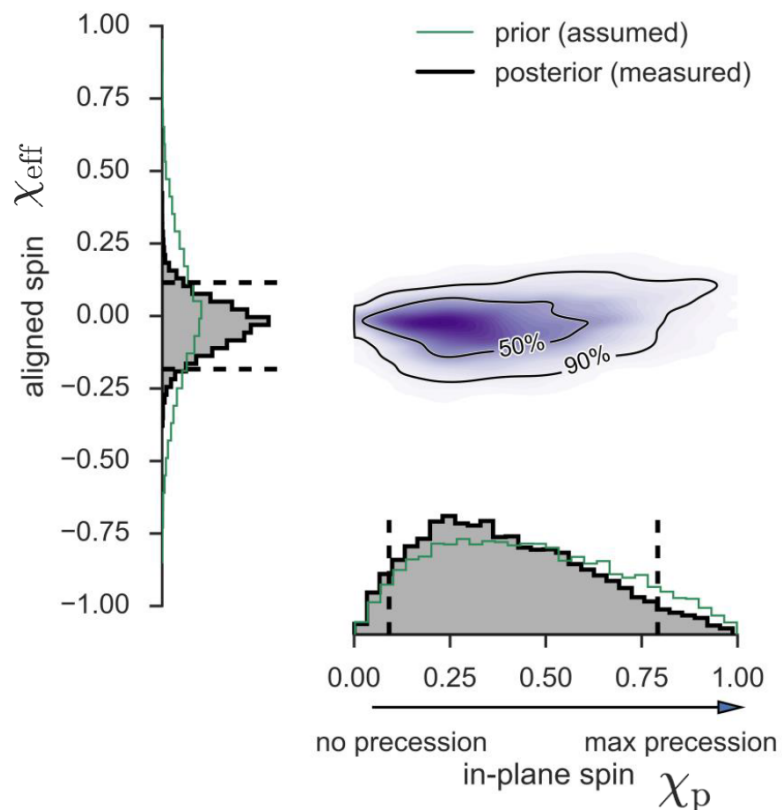 prior (assumed)
posterior (measured)
1.00
0.75
0.50
0.25
0.00
−0.25
−0.50
−0.75
−1.00
aligned spin χeff
50%
90%
0.00 0.25 0.50 0.75 1.00
no precession max precession
in-plane spin χp